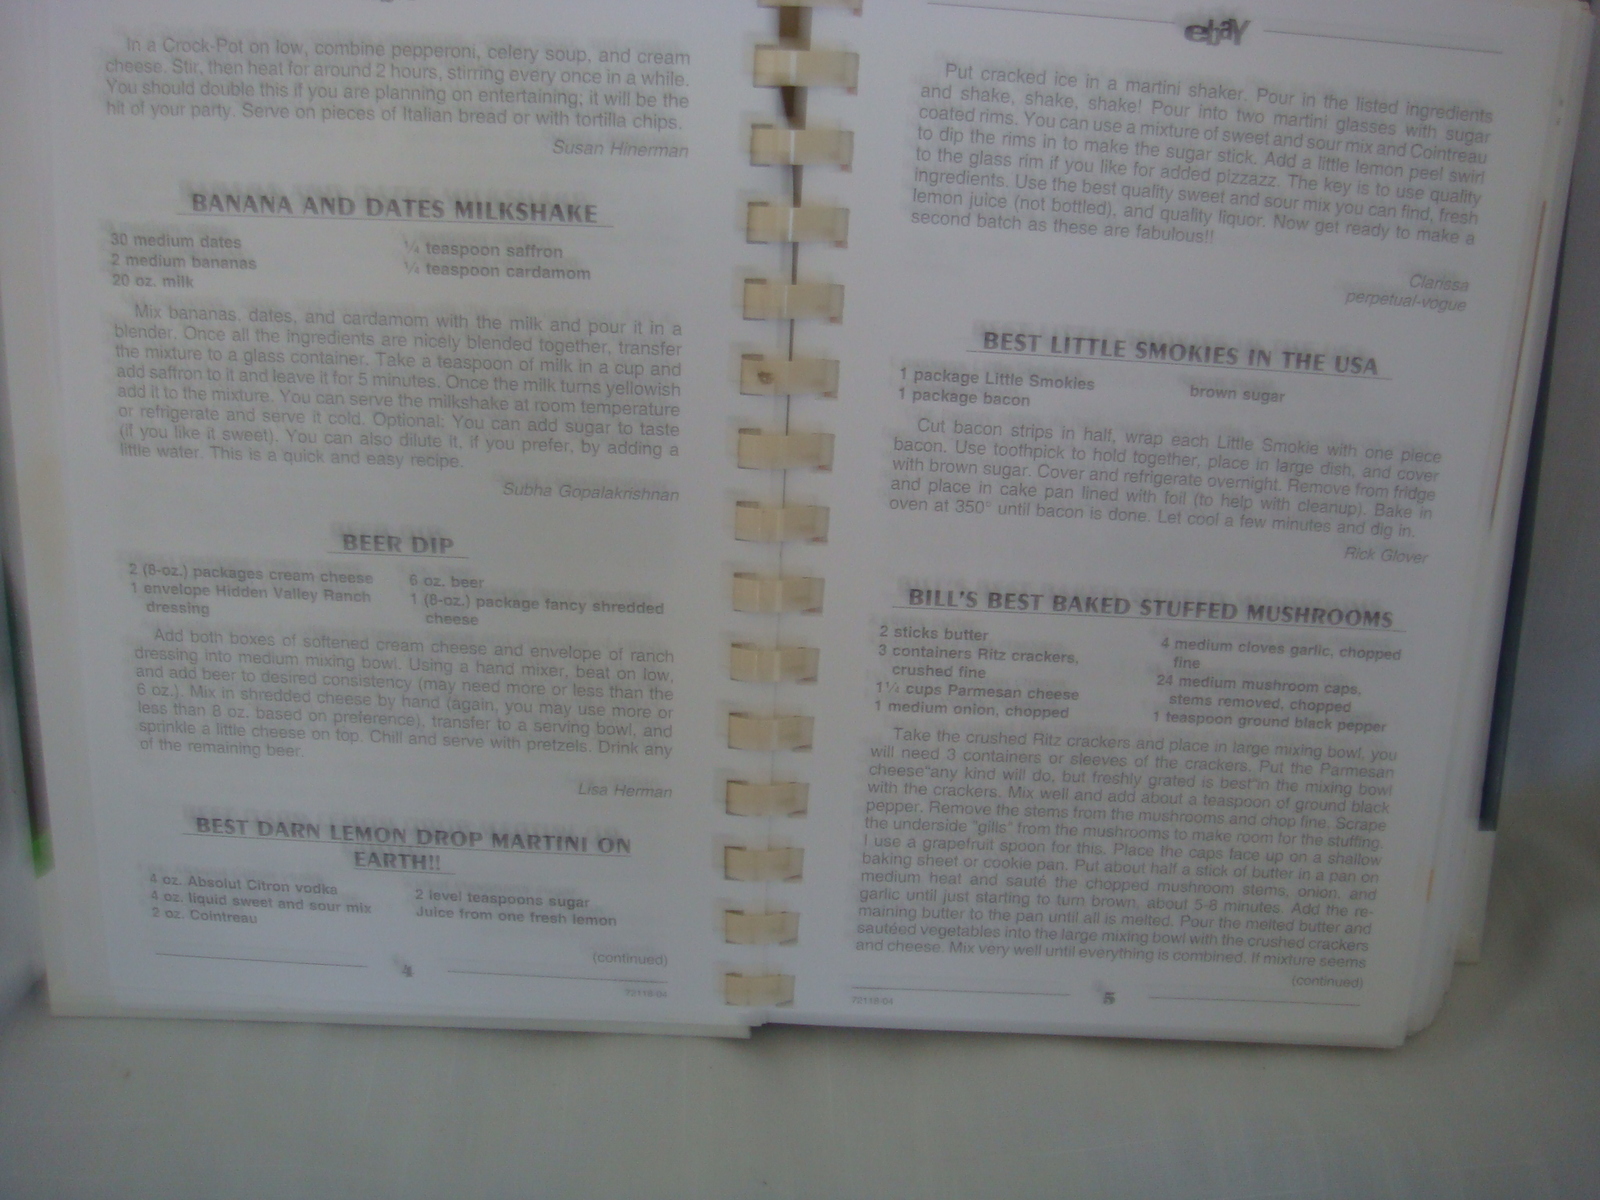 In a Crock-Pot on low, combine pepperoni, celery soup, and cream
cheese. Stir, then heat for around 2 hours, stirring every once in a while.
You should double this if you are planning on entertaining; it will be the
hit of your party. Serve on pieces of Italian bread or with tortilla chips.
Susan Hinerman
BANANA AND DATES MILKSHAKE
30 medium dates
2 medium bananas
20 oz. milk
¼ teaspoon saffron
¼ teaspoon cardamom
Mix bananas, dates, and cardamom with the milk and pour it in a
blender. Once all the ingredients are nicely blended together, transfer
the mixture to a glass container. Take a teaspoon of milk in a cup and
add saffron to it and leave it for 5 minutes. Once the milk turns yellowish
add it to the mixture. You can serve the milkshake at room temperature
or refrigerate and serve it cold. Optional: You can add sugar to taste
(if you like it sweet). You can also dilute it, if you prefer, by adding a
little water. This is a quick and easy recipe.
Subha Gopalakrishnan
BEER DIP
2 (8-oz.) packages cream cheese
1 envelope Hidden Valley Ranch
dressing
6 oz. beer
1 (8-oz.) package fancy shredded
cheese
Add both boxes of softened cream cheese and envelope of ranch
dressing into medium mixing bowl. Using a hand mixer, beat on low,
and add beer to desired consistency (may need more or less than the
6 oz.). Mix in shredded cheese by hand (again, you may use more or
less than 8 oz. based on preference), transfer to a serving bowl, and
sprinkle a little cheese on top. Chill and serve with pretzels. Drink any
of the remaining beer.
Lisa Herman
BEST DARN LEMON DROP MARTINI ON
EARTH!!
4 oz. Absolut Citron vodka
4 oz. liquid sweet and sour mix
2 oz. Cointreau
2 level teaspoons sugar
Juice from one fresh lemon
(continued)
4
72118-04
ebay
Put cracked ice in a martini shaker. Pour in the listed ingredients
and shake, shake, shake! Pour into two martini glasses with sugar
coated rims. You can use a mixture of sweet and sour mix and Cointreau
to dip the rims in to make the sugar stick. Add a little lemon peel swirl
to the glass rim if you like for added pizzazz. The key is to use quality
ingredients. Use the best quality sweet and sour mix you can find, fresh
lemon juice (not bottled), and quality liquor. Now get ready to make a
second batch as these are fabulous!!
Clarissa
perpetual-vogue
BEST LITTLE SMOKIES IN THE USA
1 package Little Smokies
1 package bacon
brown sugar
Cut bacon strips in half, wrap each Little Smokie with one piece
bacon. Use toothpick to hold together, place in large dish, and cover
with brown sugar. Cover and refrigerate overnight. Remove from fridge
and place in cake pan lined with foil (to help with cleanup). Bake in
oven at 350° until bacon is done. Let cool a few minutes and dig in.
Rick Glover
BILL'S BEST BAKED STUFFED MUSHROOMS
2 sticks butter
3 containers Ritz crackers,
crushed fine
1¼ cups Parmesan cheese
1 medium onion, chopped
4 medium cloves garlic, chopped
fine
24 medium mushroom caps,
stems removed, chopped
1 teaspoon ground black pepper
Take the crushed Ritz crackers and place in large mixing bowl, you
will need 3 containers or sleeves of the crackers. Put the Parmesan
cheese"any kind will do, but freshly grated is best"in the mixing bowl
with the crackers. Mix well and add about a teaspoon of ground black
pepper. Remove the stems from the mushrooms and chop fine. Scrape
the underside "gills" from the mushrooms to make room for the stuffing.
I use a grapefruit spoon for this. Place the caps face up on a shallow
baking sheet or cookie pan. Put about half a stick of butter in a pan on
medium heat and sauté the chopped mushroom stems, onion, and
garlic until just starting to turn brown, about 5-8 minutes. Add the re-
maining butter to the pan until all is melted. Pour the melted butter and
sautéed vegetables into the large mixing bowl with the crushed crackers
and cheese. Mix very well until everything is combined. If mixture seems
(continued)
72118-04
5